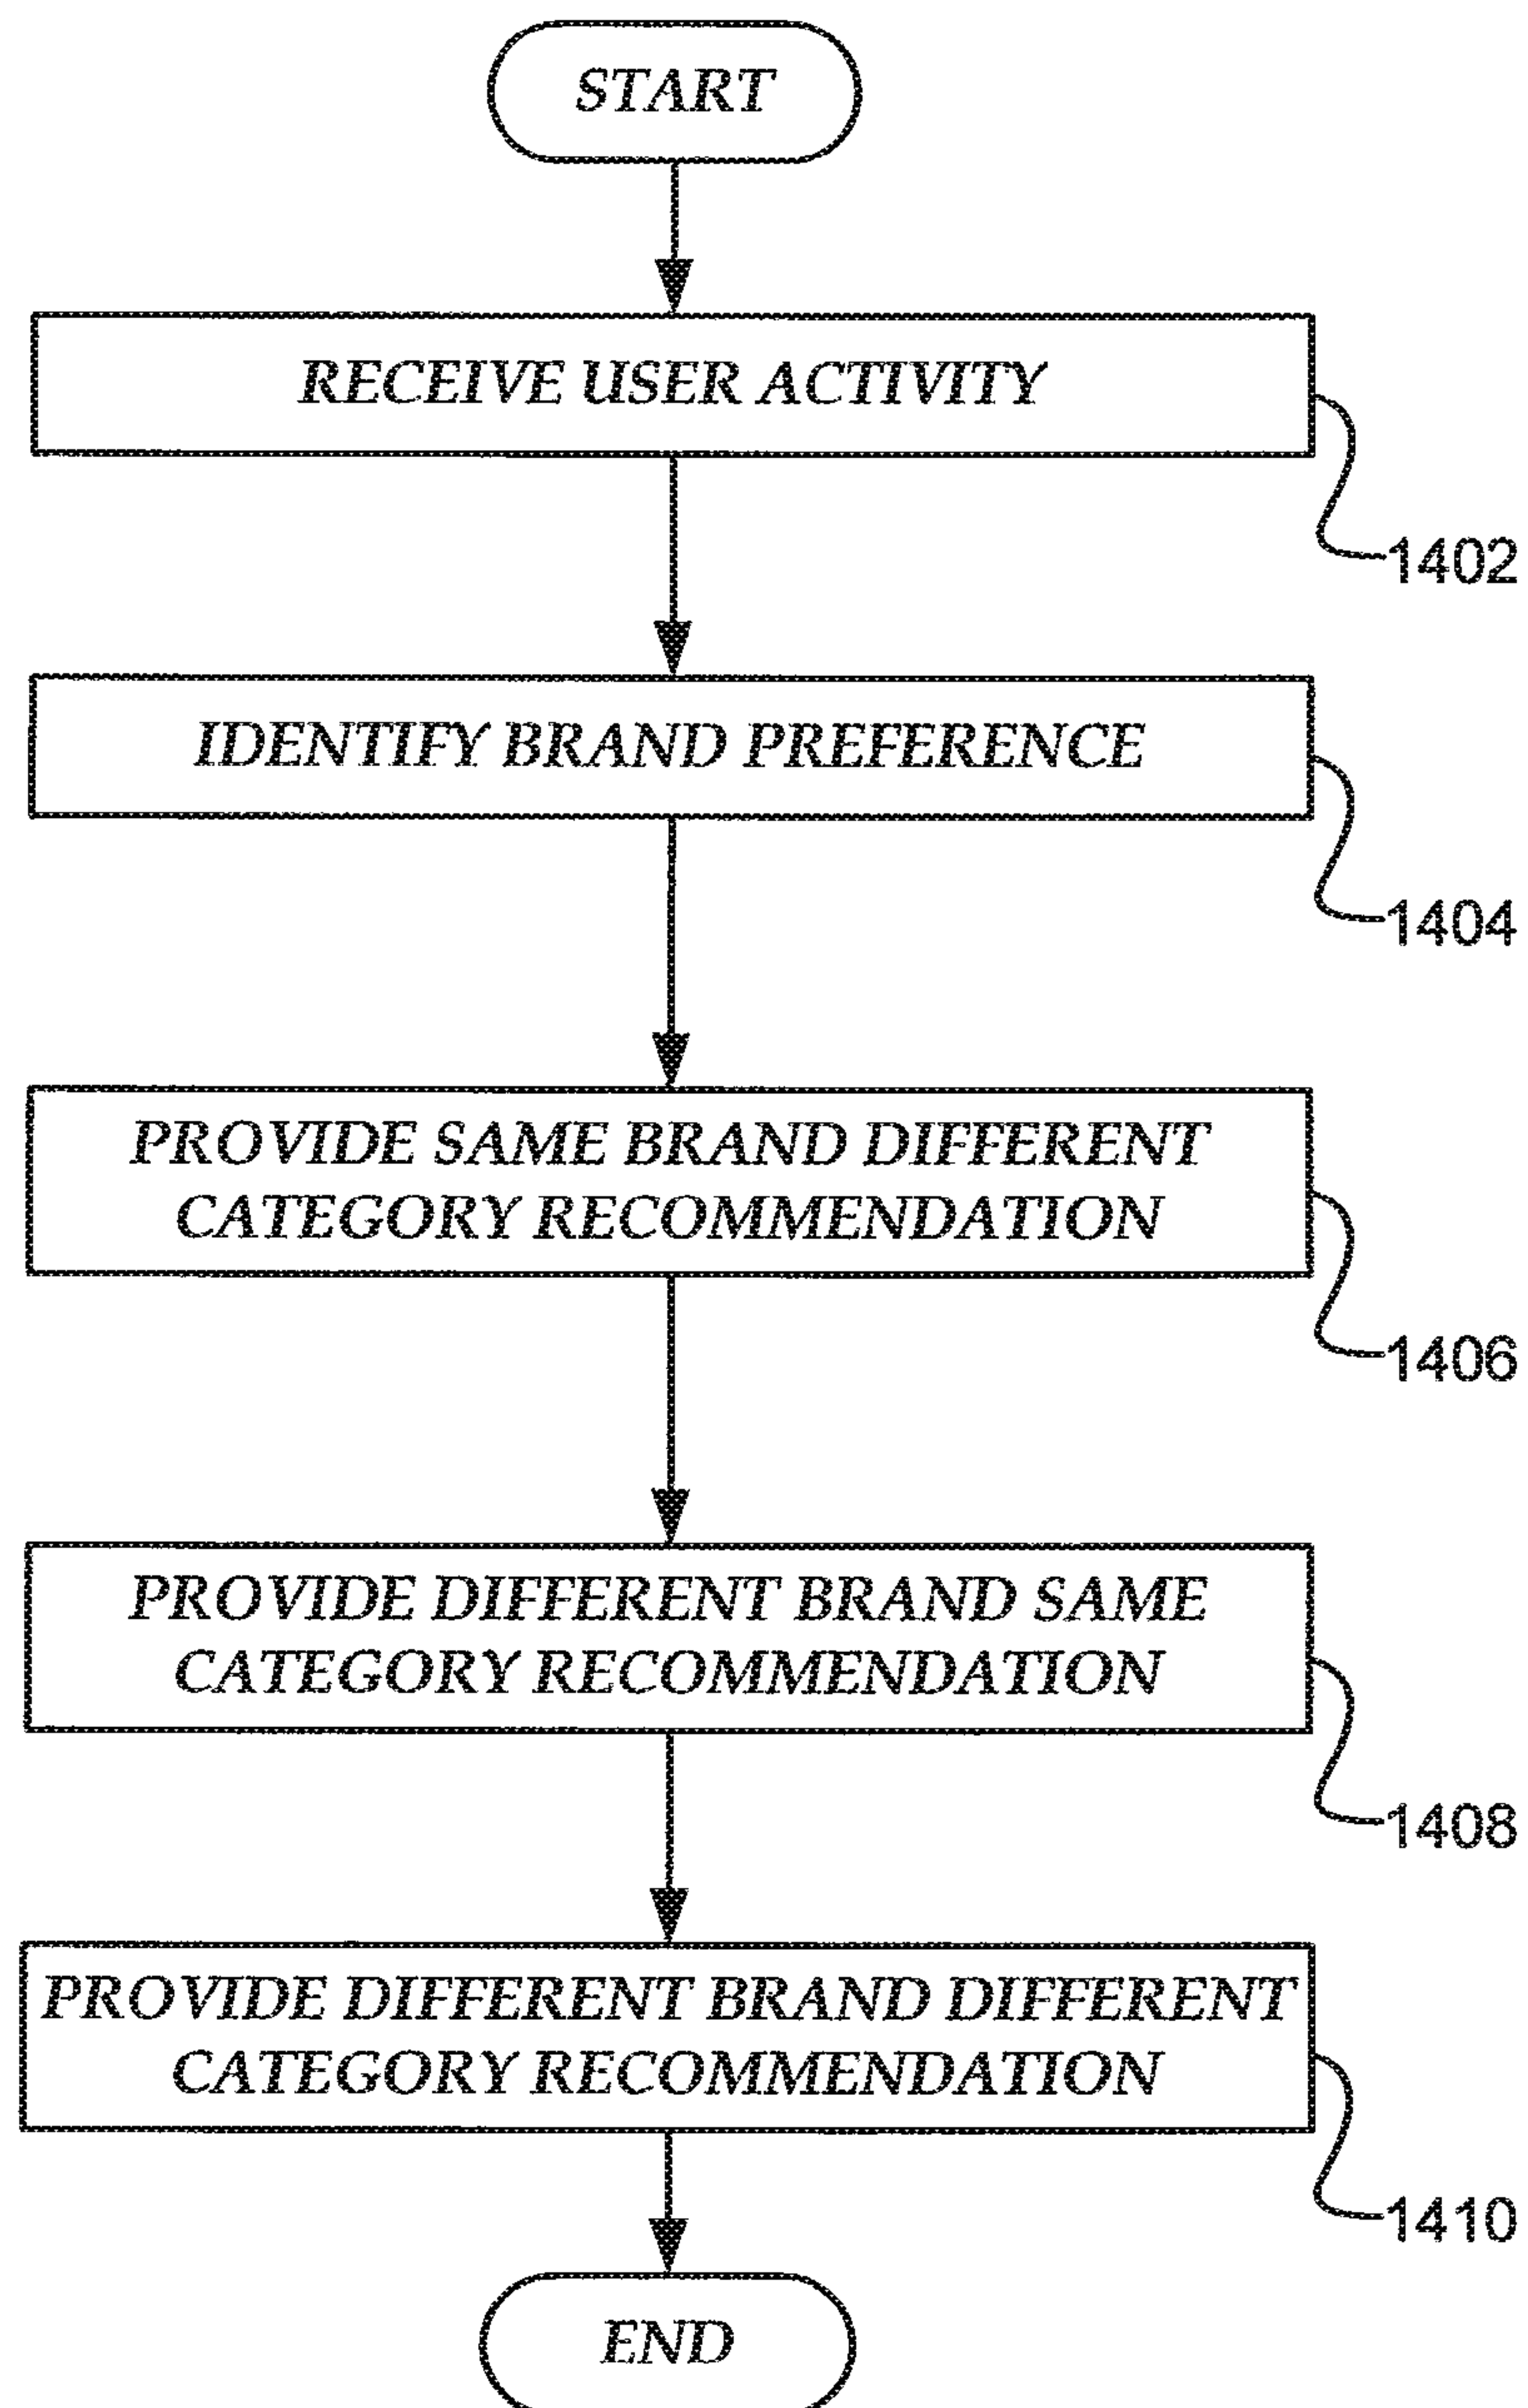 START
RECEIVE USER ACTIVITY
1402
IDENTIFY BRAND PREFERENCE
1404
PROVIDE SAME BRAND DIFFERENT
CATEGORY RECOMMENDATION
1406
PROVIDE DIFFERENT BRAND SAME
CATEGORY RECOMMENDATION
1408
PROVIDE DIFFERENT BRAND DIFFERENT
CATEGORY RECOMMENDATION
1410
END